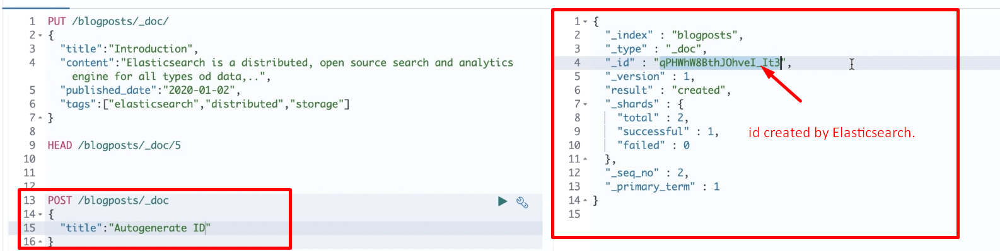 1 PUT /blogposts/_doc/
2 {
3 "title":"Introduction",
4 "content":"Elasticsearch is a distributed, open source search and analytics
engine for all types od data,..",
5 "published_date":"2020-01-02",
6 "tags":["elasticsearch","distributed","storage"]
7 }
8
9 HEAD /blogposts/_doc/5
10
11
12
13 POST /blogposts/_doc
14 {
15 "title":"Autogenerate ID"
16 }
1 {
2 "_index" : "blogposts",
3 "_type" : "_doc",
4 "_id" : "qPHWhW8BthJOhveI_It3",
5 "_version" : 1,
6 "result" : "created",
7 "_shards" : {
8 "total" : 2,
9 "successful" : 1,
10 "failed" : 0
11 },
12 "_seq_no" : 2,
13 "_primary_term" : 1
14 }
15
id created by Elasticsearch.